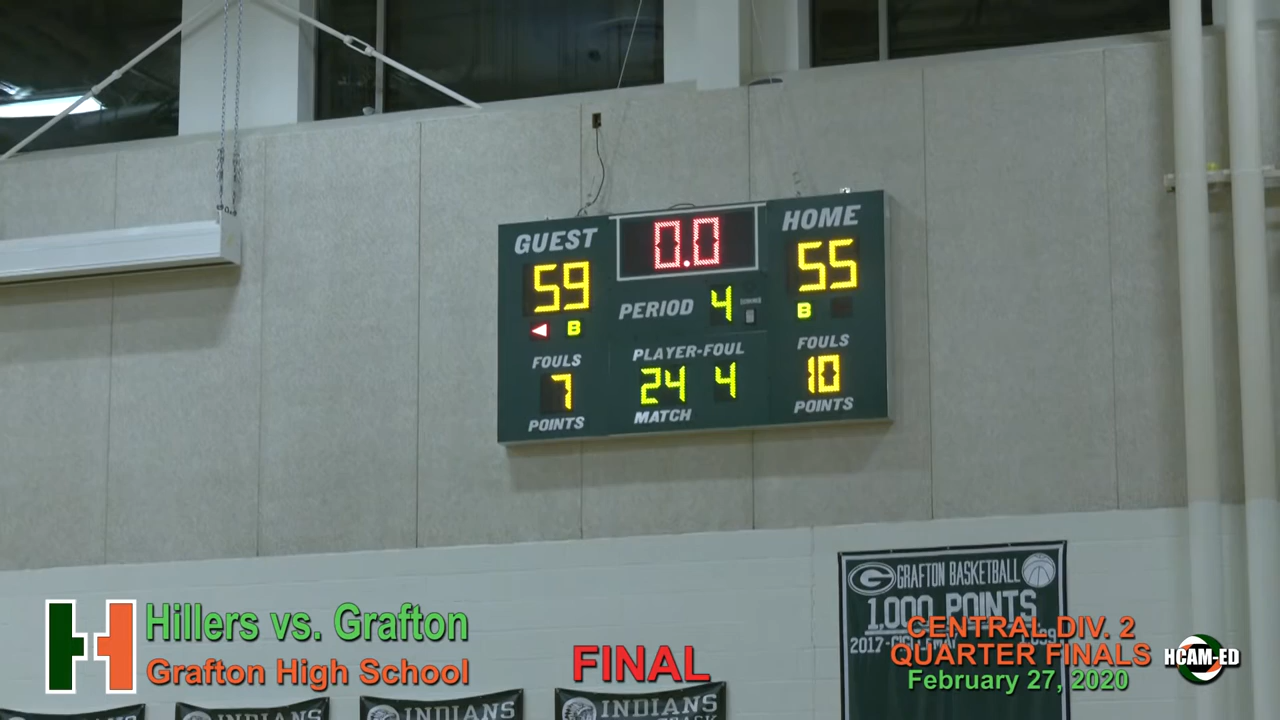 GUEST
0.0
HOME
59
55
PERIOD 4
B
B
FOULS
PLAYER-FOUL
FOULS
7
24 4
10
POINTS
MATCH
POINTS
G GRAFTON BASKETBALL
1,000 POINTS
2017-
H Hillers vs. Grafton
Grafton High School
FINAL
CENTRAL DIV. 2
QUARTER FINALS
February 27, 2020
HCAM-ED
INDIANS
INDIANS
INDIANS